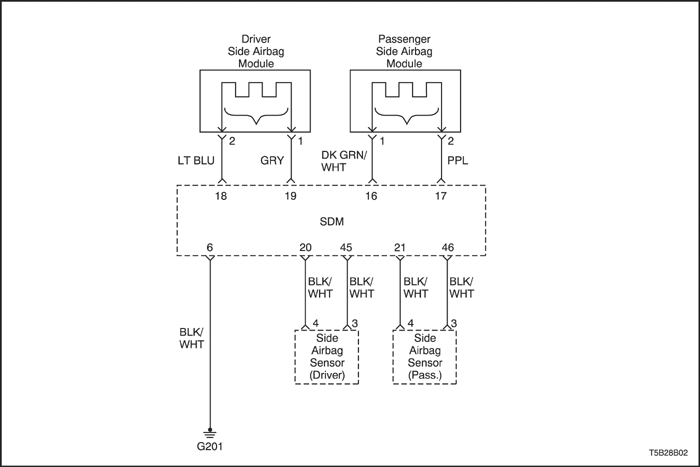 Driver
Side Airbag
Module
Passenger
Side Airbag
Module
2
1
1
2
LT BLU
GRY
DK GRN/
WHT
PPL
18
19
16
17
SDM
6
20
45
21
46
BLK/
WHT
BLK/
WHT
BLK/
WHT
BLK/
WHT
BLK/
WHT
4
3
4
3
Side
Airbag
Sensor
(Driver)
Side
Airbag
Sensor
(Pass.)
G201
T5B28B02